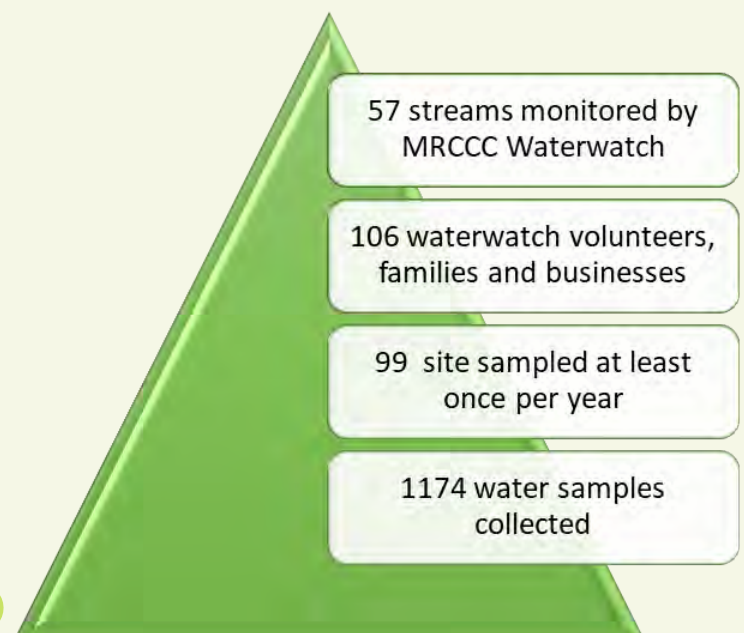 57 streams monitored by
MRCCC Waterwatch
106 waterwatch volunteers,
families and businesses
99 site sampled at least
once per year
1174 water samples
collected